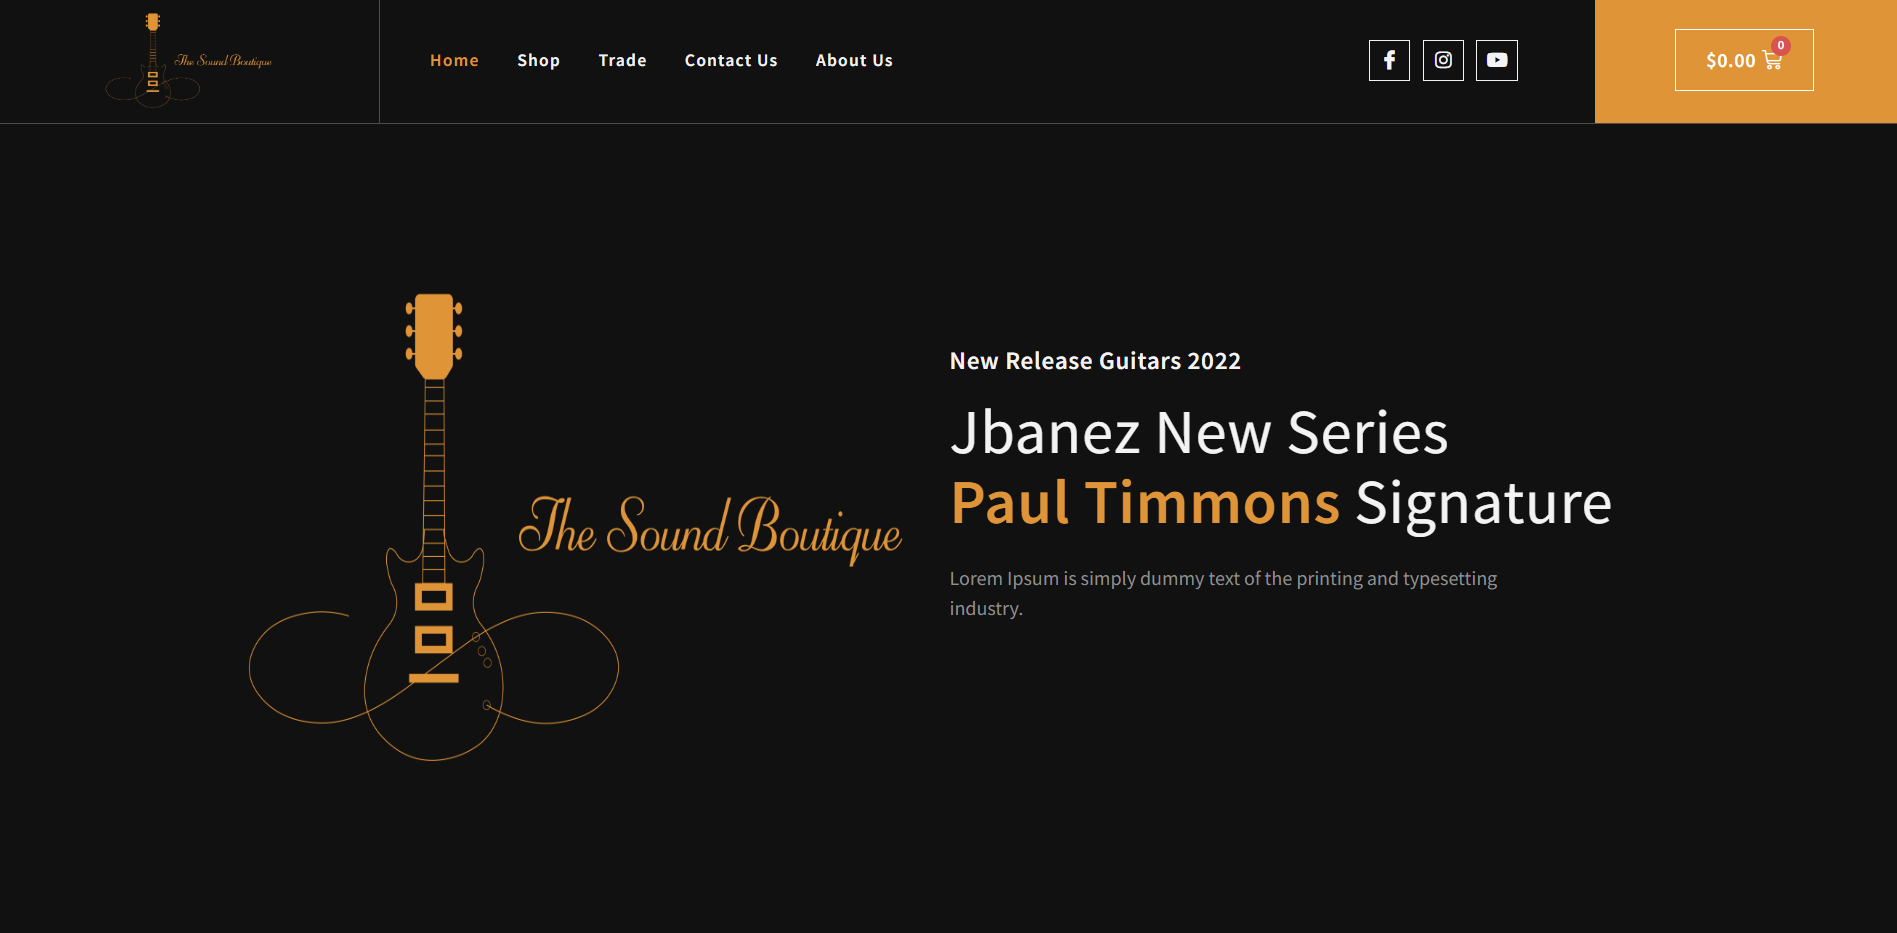 The Sound Boutique
Home
Shop
Trade
Contact Us
About Us
$0.00
0
The Sound Boutique
New Release Guitars 2022
Jbanez New Series
Paul Timmons Signature
Lorem Ipsum is simply dummy text of the printing and typesetting
industry.